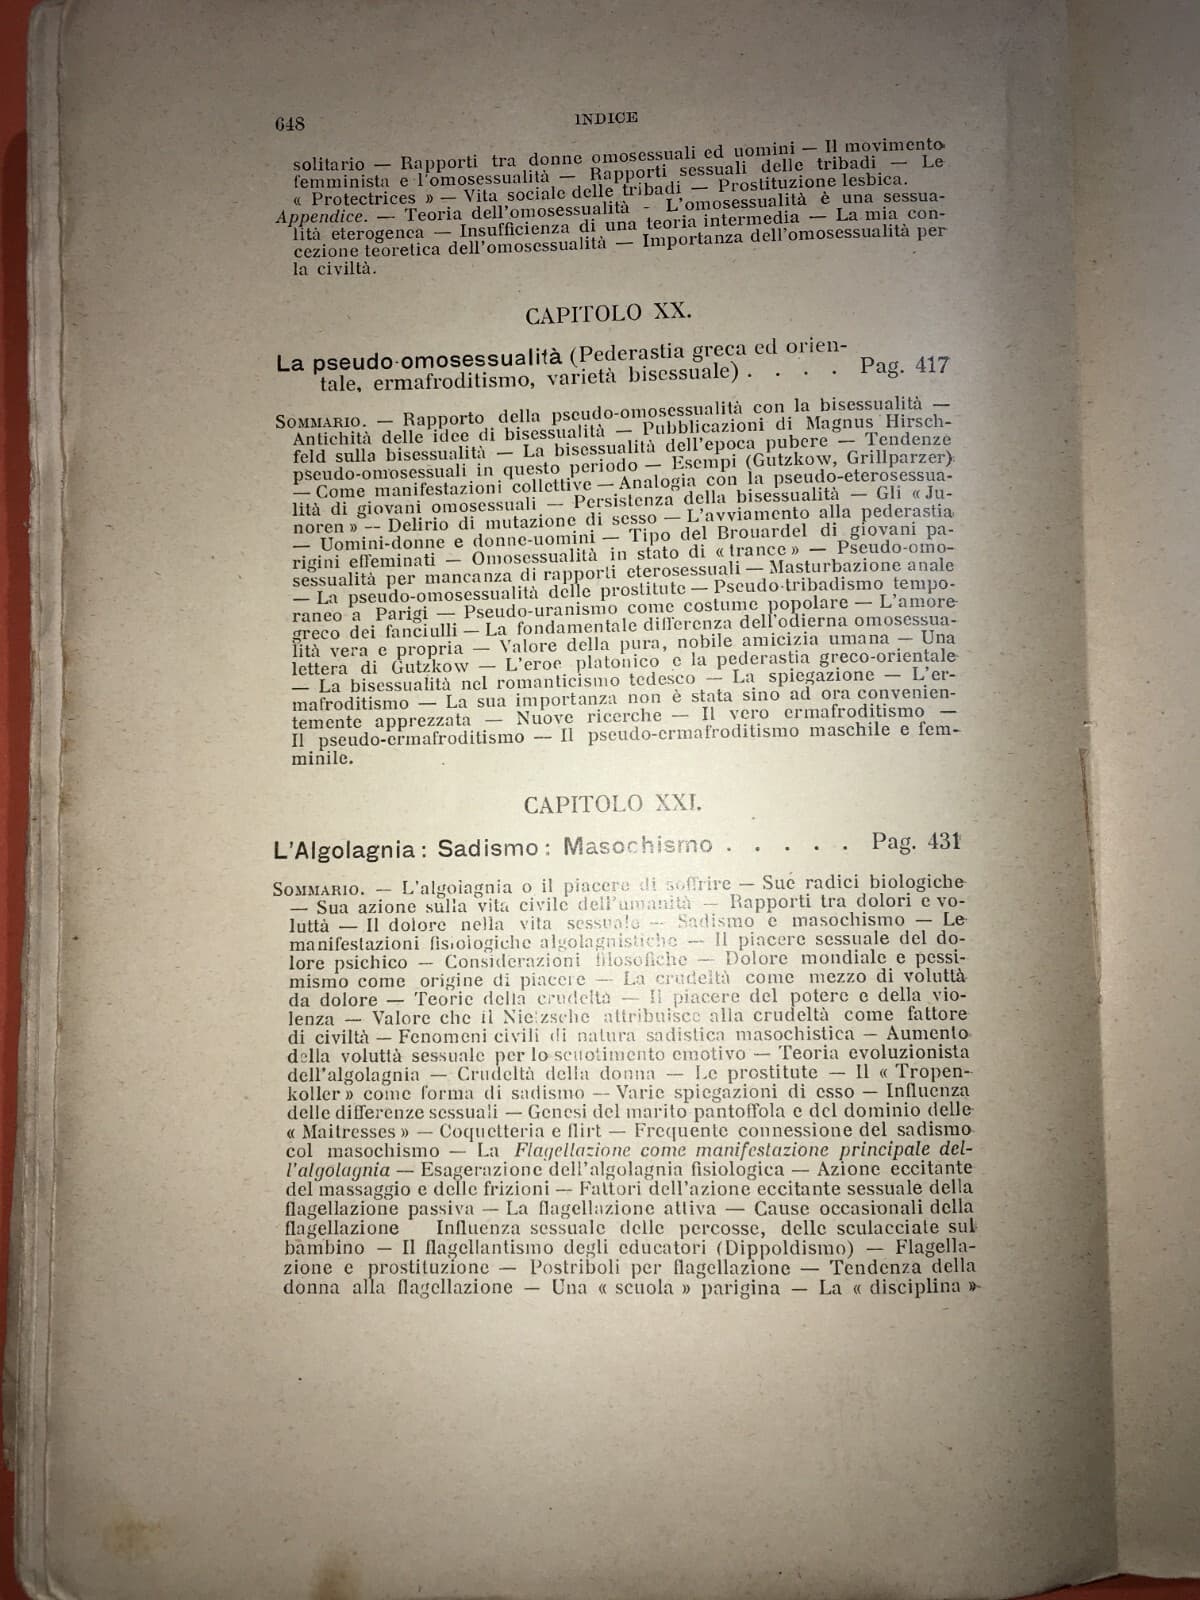 648
INDICE
solitario — Rapporti tra donne omosessuali ed uomini — Il movimento
femminista e l'omosessualità — Rapporti sessuali delle tribadi — Le
« Protectrices » — Vita sociale delle tribadi — Prostituzione lesbica.
Appendice. — Teoria dell'omosessualità - L'omosessualità è una sessua-
lità eterogenea — Insufficienza di una teoria intermedia — La mia con-
cezione teoretica dell'omosessualità — Importanza dell'omosessualità per
la civiltà.
CAPITOLO XX.
La pseudo-omosessualità (Pederastia greca ed orien-
tale, ermafroditismo, varietà bisessuale) . . . . Pag. 417
SOMMARIO. — Rapporto della pseudo-omosessualità con la bisessualità —
Antichità delle idee di bisessualità — Pubblicazioni di Magnus Hirsch-
feld sulla bisessualità — La bisessualità dell'epoca pubere — Tendenze
pseudo-omosessuali in questo periodo — Esempi (Gutzkow, Grillparzer)
— Come manifestazioni collettive — Analogia con la pseudo-eterosessua-
lità di giovani omosessuali — Persistenza della bisessualità — Gli « Ju-
noren » — Delirio di mutazione di sesso — L'avviamento alla pederastia
— Uomini-donne e donne-uomini — Tipo del Brouardel di giovani pa-
rigini effeminati — Omosessualità in stato di « trance » — Pseudo-omo-
sessualità per mancanza di rapporti eterosessuali — Masturbazione anale
— La pseudo-omosessualità delle prostitute — Pseudo-tribadismo tempo-
raneo a Parigi — Pseudo-uranismo come costume popolare — L'amore
greco dei fanciulli — La fondamentale differenza dell'odierna omosessua-
lità vera e propria — Valore della pura, nobile amicizia umana — Una
lettera di Gutzkow — L'eroe platonico e la pederastia greco-orientale
— La bisessualità nel romanticismo tedesco — La spiegazione — L'er-
mafroditismo — La sua importanza non è stata sino ad ora convenien-
temente apprezzata — Nuove ricerche — Il vero ermafroditismo —
Il pseudo-ermafroditismo — Il pseudo-ermafroditismo maschile e fem-
minile.
CAPITOLO XXI.
L'Algolagnia : Sadismo : Masochismo . . . . . Pag. 431
SOMMARIO. — L'algolagnia o il piacere di soffrire — Sue radici biologiche
— Sua azione sulla vita civile dell'umanità — Rapporti tra dolori e vo-
luttà — Il dolore nella vita sessuale — Sadismo e masochismo — Le
manifestazioni fisiologiche algolagnistiche — Il piacere sessuale del do-
lore psichico — Considerazioni filosofiche — Dolore mondiale e pessi-
mismo come origine di piacere — La crudeltà come mezzo di voluttà
da dolore — Teorie della crudeltà — Il piacere del potere e della vio-
lenza — Valore che il Nietzsche attribuisce alla crudeltà come fattore
di civiltà — Fenomeni civili di natura sadistica masochistica — Aumento
della voluttà sessuale per lo scuotimento emotivo — Teoria evoluzionista
dell'algolagnia — Crudeltà della donna — Le prostitute — Il « Tropen-
koller » come forma di sadismo — Varie spiegazioni di esso — Influenza
delle differenze sessuali — Genesi del marito pantoffola e del dominio delle
« Maitresses » — Coquetteria e flirt — Frequente connessione del sadismo
col masochismo — La Flagellazione come manifestazione principale del-
l'algolagnia — Esagerazione dell'algolagnia fisiologica — Azione eccitante
del massaggio e delle frizioni — Fattori dell'azione eccitante sessuale della
flagellazione passiva — La flagellazione attiva — Cause occasionali della
flagellazione Influenza sessuale delle percosse, delle sculacciate sul
bambino — Il flagellantismo degli educatori (Dippoldismo) — Flagella-
zione e prostituzione — Postriboli per flagellazione — Tendenza della
donna alla flagellazione — Una « scuola » parigina — La « disciplina »